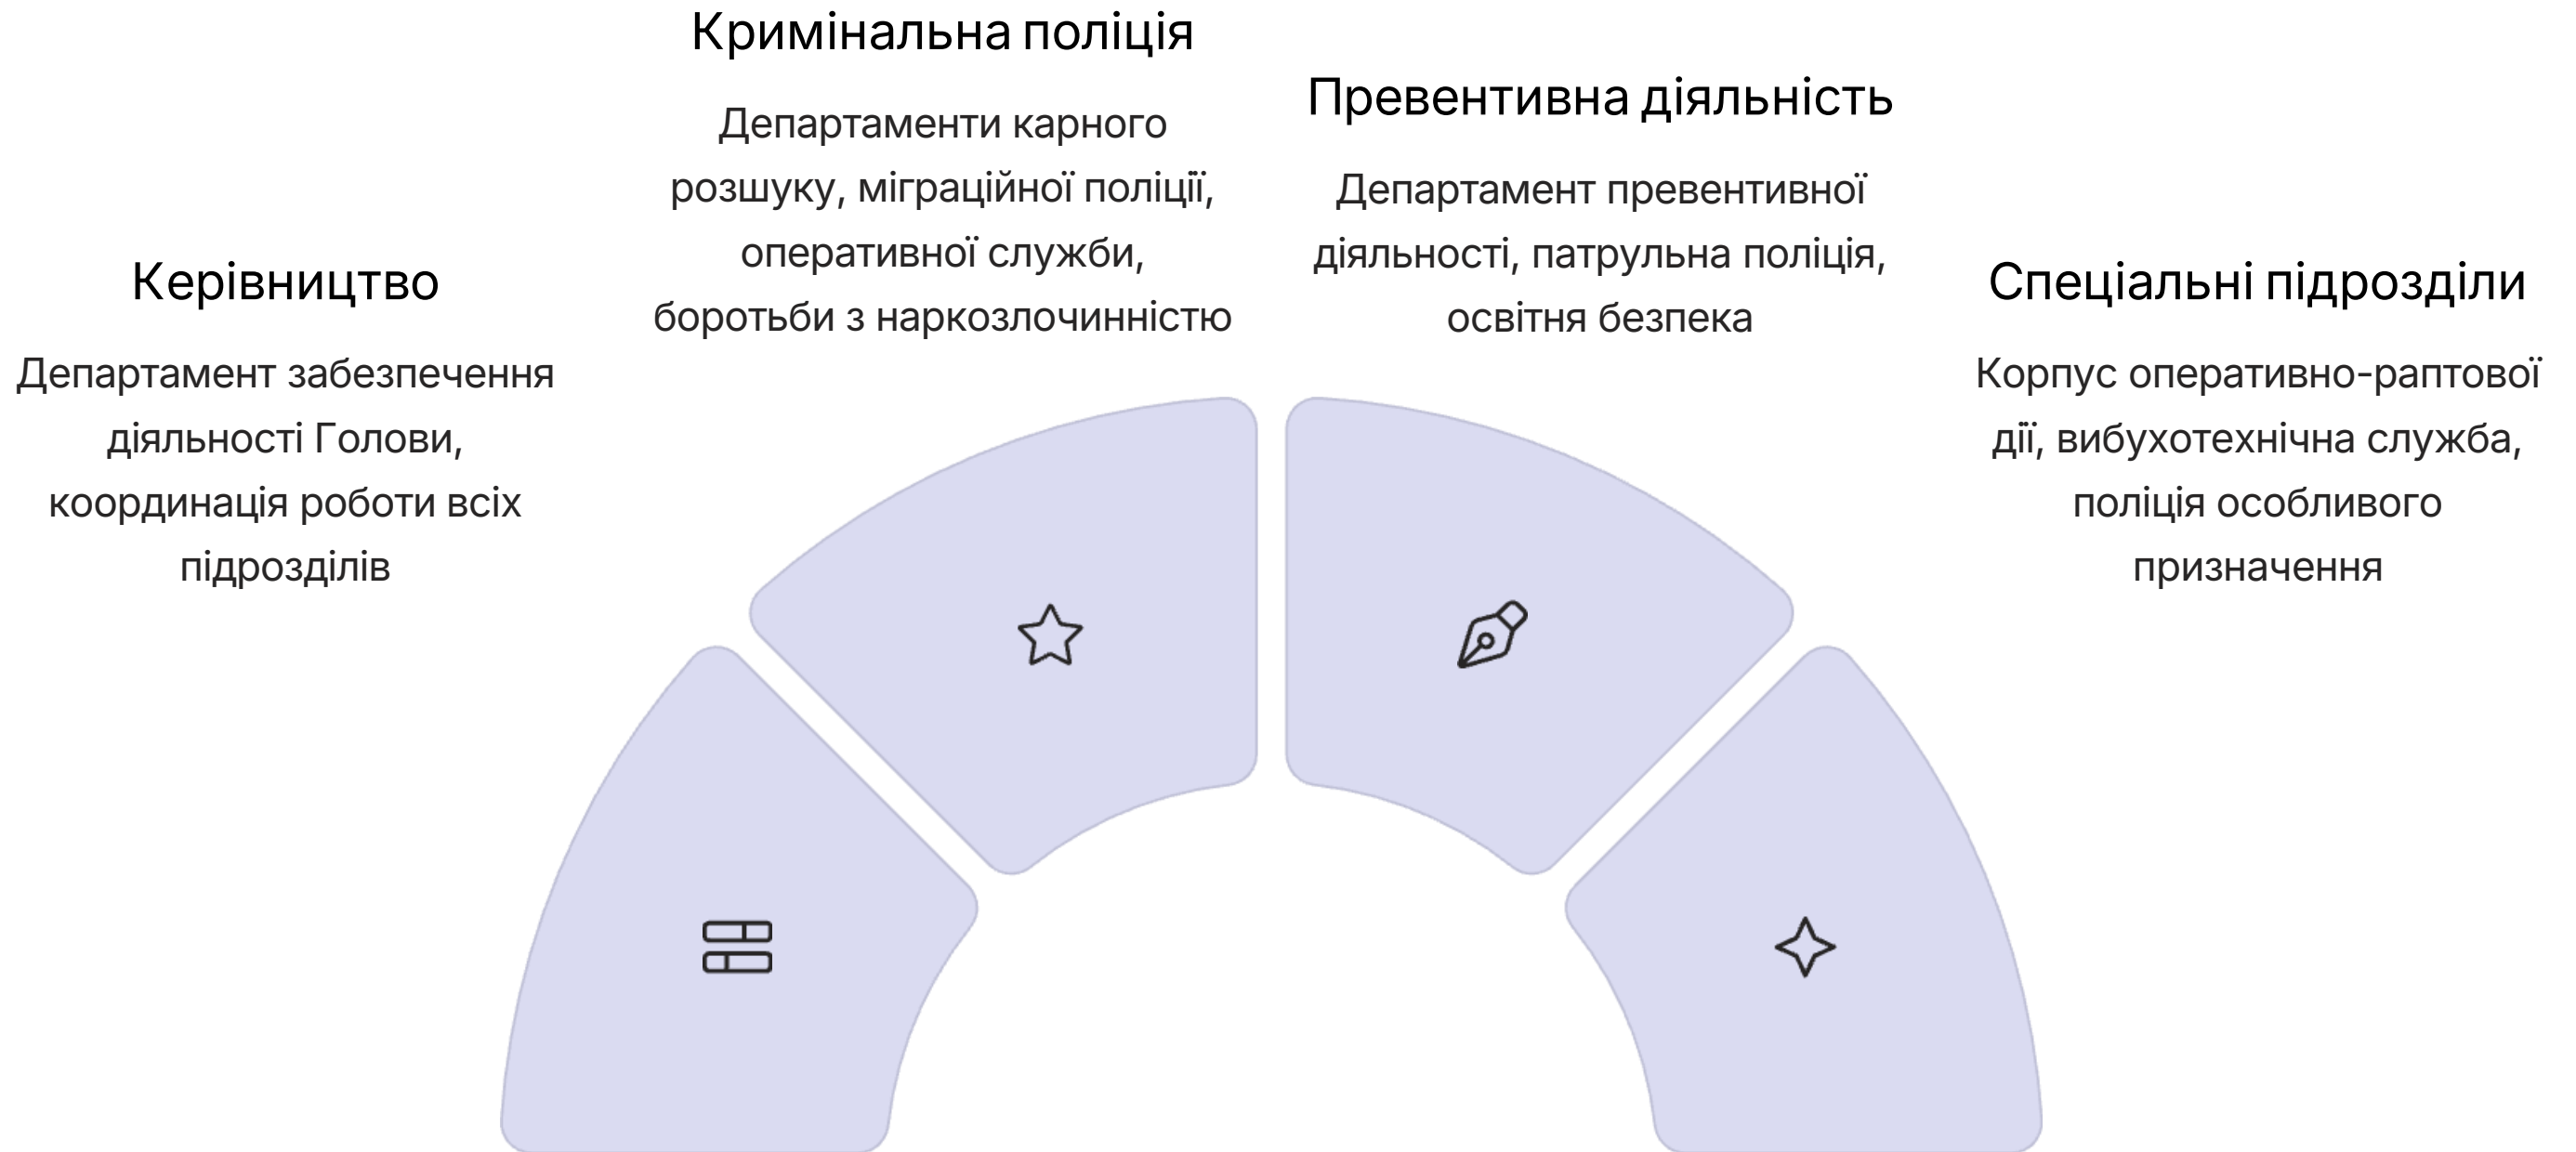 Керівництво
Департамент забезпечення
діяльності Голови,
координація роботи всіх
підрозділів
Кримінальна поліція
Департаменти карного
розшуку, міграційної поліції,
оперативної служби,
боротьби з наркозлочинністю
Превентивна діяльність
Департамент превентивної
діяльності, патрульна поліція,
освітня безпека
Спеціальні підрозділи
Корпус оперативно-раптової
дії, вибухотехнічна служба,
поліція особливого
призначення